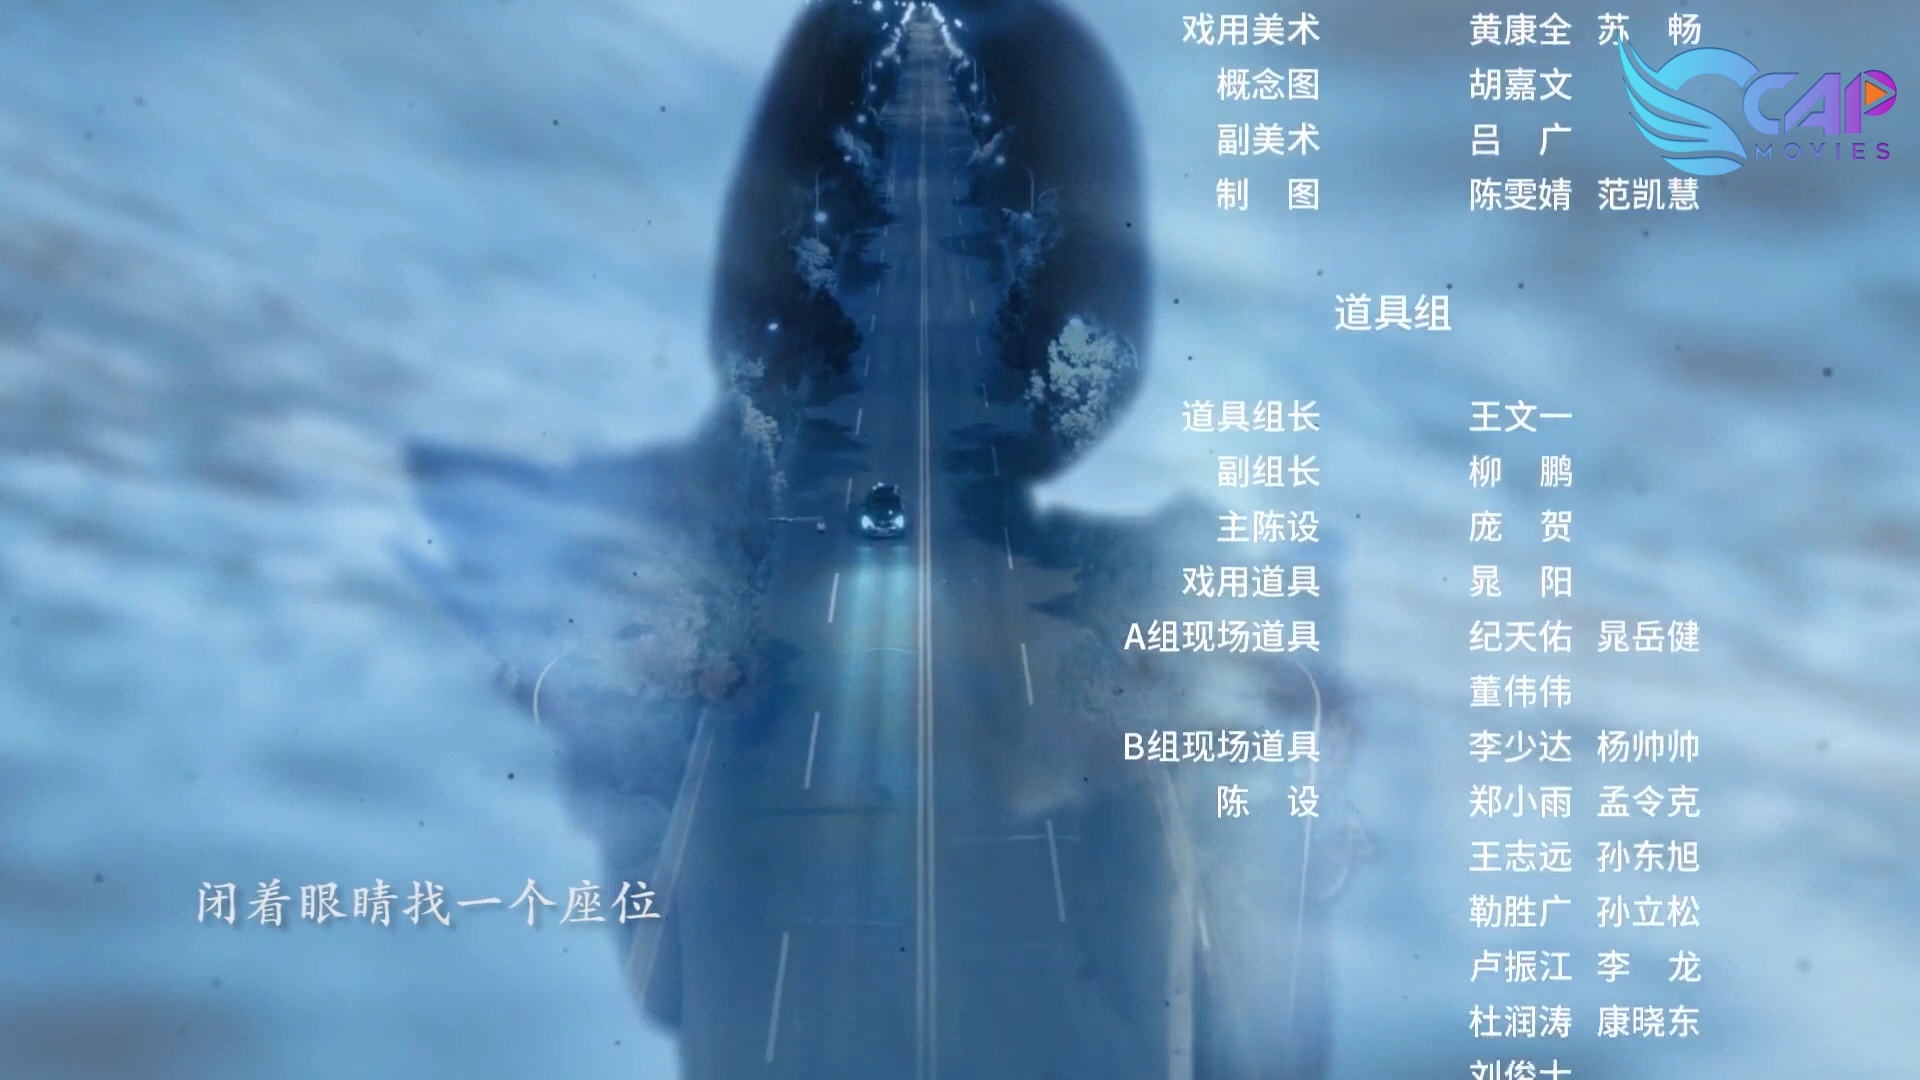 戏用美术 黄康全 苏 畅
概念图 胡嘉文
副美术 吕 广
制 图 陈雯婧 范凯慧
CAP
MOVIES
道具组
道具组长 王文一
副组长 柳 鹏
主陈设 庞 贺
戏用道具 晁 阳
A组现场道具 纪天佑 晁岳健
董伟伟
B组现场道具 李少达 杨帅帅
陈 设 郑小雨 孟令克
王志远 孙东旭
勒胜广 孙立松
卢振江 李 龙
杜润涛 康晓东
闭着眼睛找一个座位